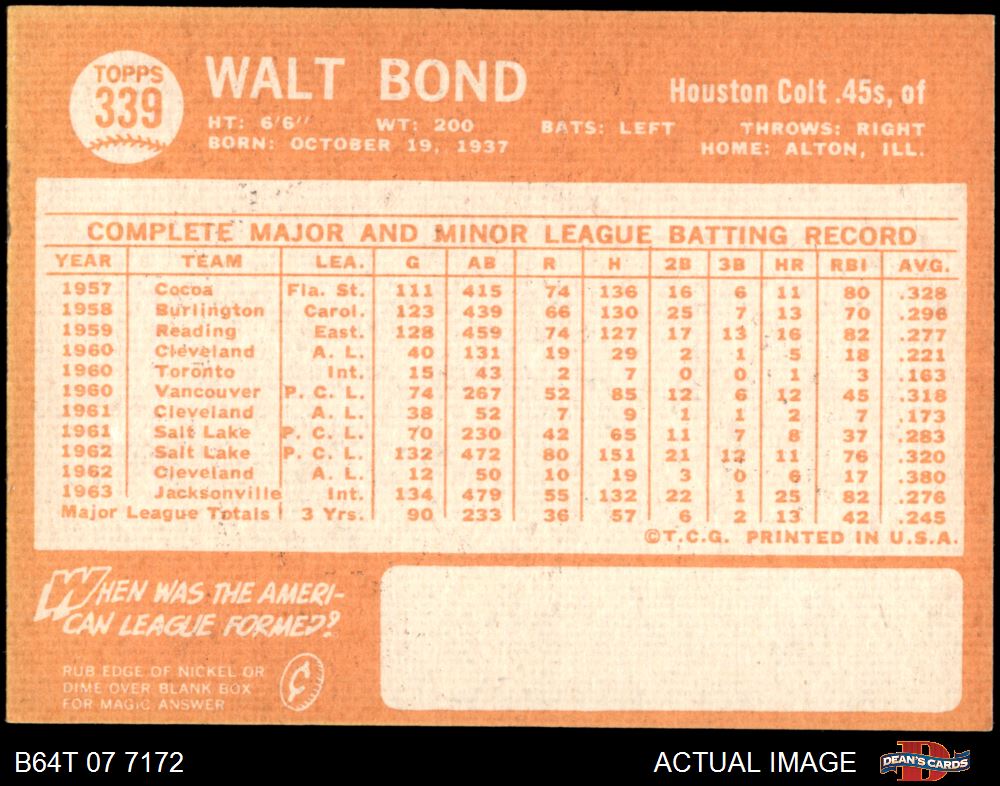 TOPPS
339
WALT BOND
Houston Colt .45s, of
HT: 6'6" WT: 200 BATS: LEFT THROWS: RIGHT
BORN: OCTOBER 19, 1937 HOME: ALTON, ILL.
COMPLETE MAJOR AND MINOR LEAGUE BATTING RECORD
YEAR TEAM LEA. G AB R H 2B 3B HR RBI AVG.
1957 Cocoa Fla. St. 111 415 74 136 16 6 11 80 .328
1958 Burlington Carol. 123 439 66 130 25 7 13 70 .296
1959 Reading East. 128 459 74 127 17 13 16 82 .277
1960 Cleveland A. L. 40 131 19 29 2 1 5 18 .221
1960 Toronto Int. 15 43 2 7 0 0 1 3 .163
1960 Vancouver P. C. L. 74 267 52 85 12 6 12 45 .318
1961 Cleveland A. L. 38 52 7 9 1 1 2 7 .173
1961 Salt Lake P. C. L. 70 230 42 65 11 7 8 37 .283
1962 Salt Lake P. C. L. 132 472 80 151 21 12 11 76 .320
1962 Cleveland A. L. 12 50 10 19 3 0 6 17 .380
1963 Jacksonville Int. 134 479 55 132 22 1 25 82 .276
Major League Totals 3 Yrs. 90 233 36 57 6 2 13 42 .245
©T.C.G. PRINTED IN U.S.A.
WHEN WAS THE AMERI-
CAN LEAGUE FORMED?
RUB EDGE OF NICKEL OR
DIME OVER BLANK BOX
FOR MAGIC ANSWER
B64T 07 7172
ACTUAL IMAGE
DEAN'S CARDS